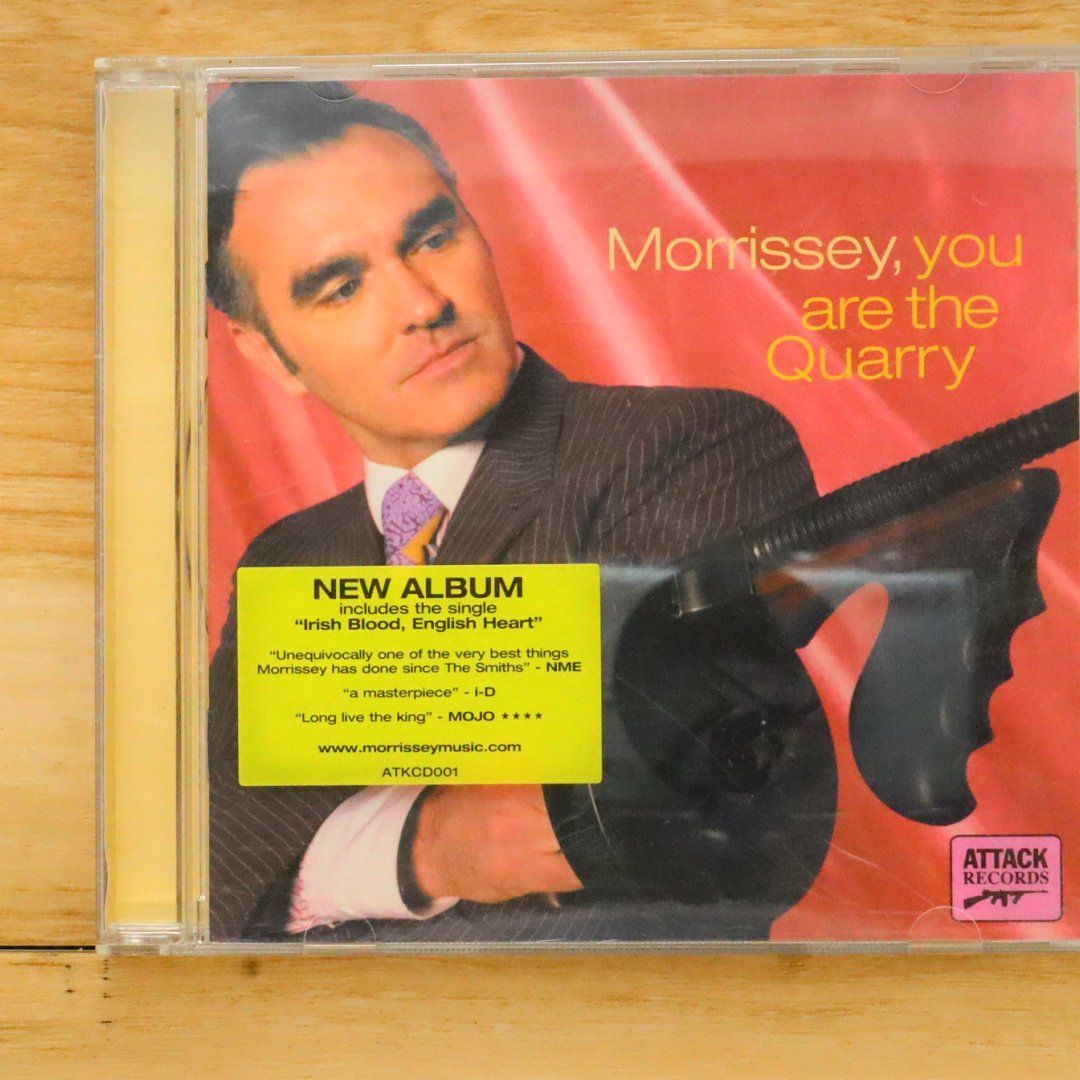 Morrissey, you
are the
Quarry
NEW ALBUM
includes the single
“Irish Blood, English Heart”
“Unequivocally one of the very best things
Morrissey has done since The Smiths” - NME
“a masterpiece” - i-D
“Long live the king” - MOJO ★★★★
www.morrisseymusic.com
ATKCD001
ATTACK
RECORDS